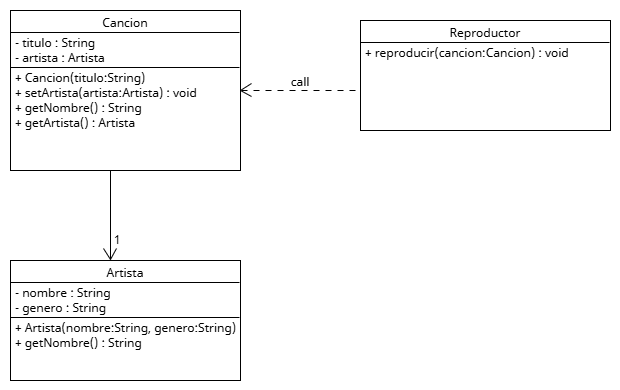 Cancion
- titulo : String
- artista : Artista
+ Cancion(titulo:String)
+ setArtista(artista:Artista) : void
+ getNombre() : String
+ getArtista() : Artista
Reproductor
+ reproducir(cancion:Cancion) : void
call
1
Artista
- nombre : String
- genero : String
+ Artista(nombre:String, genero:String)
+ getNombre() : String